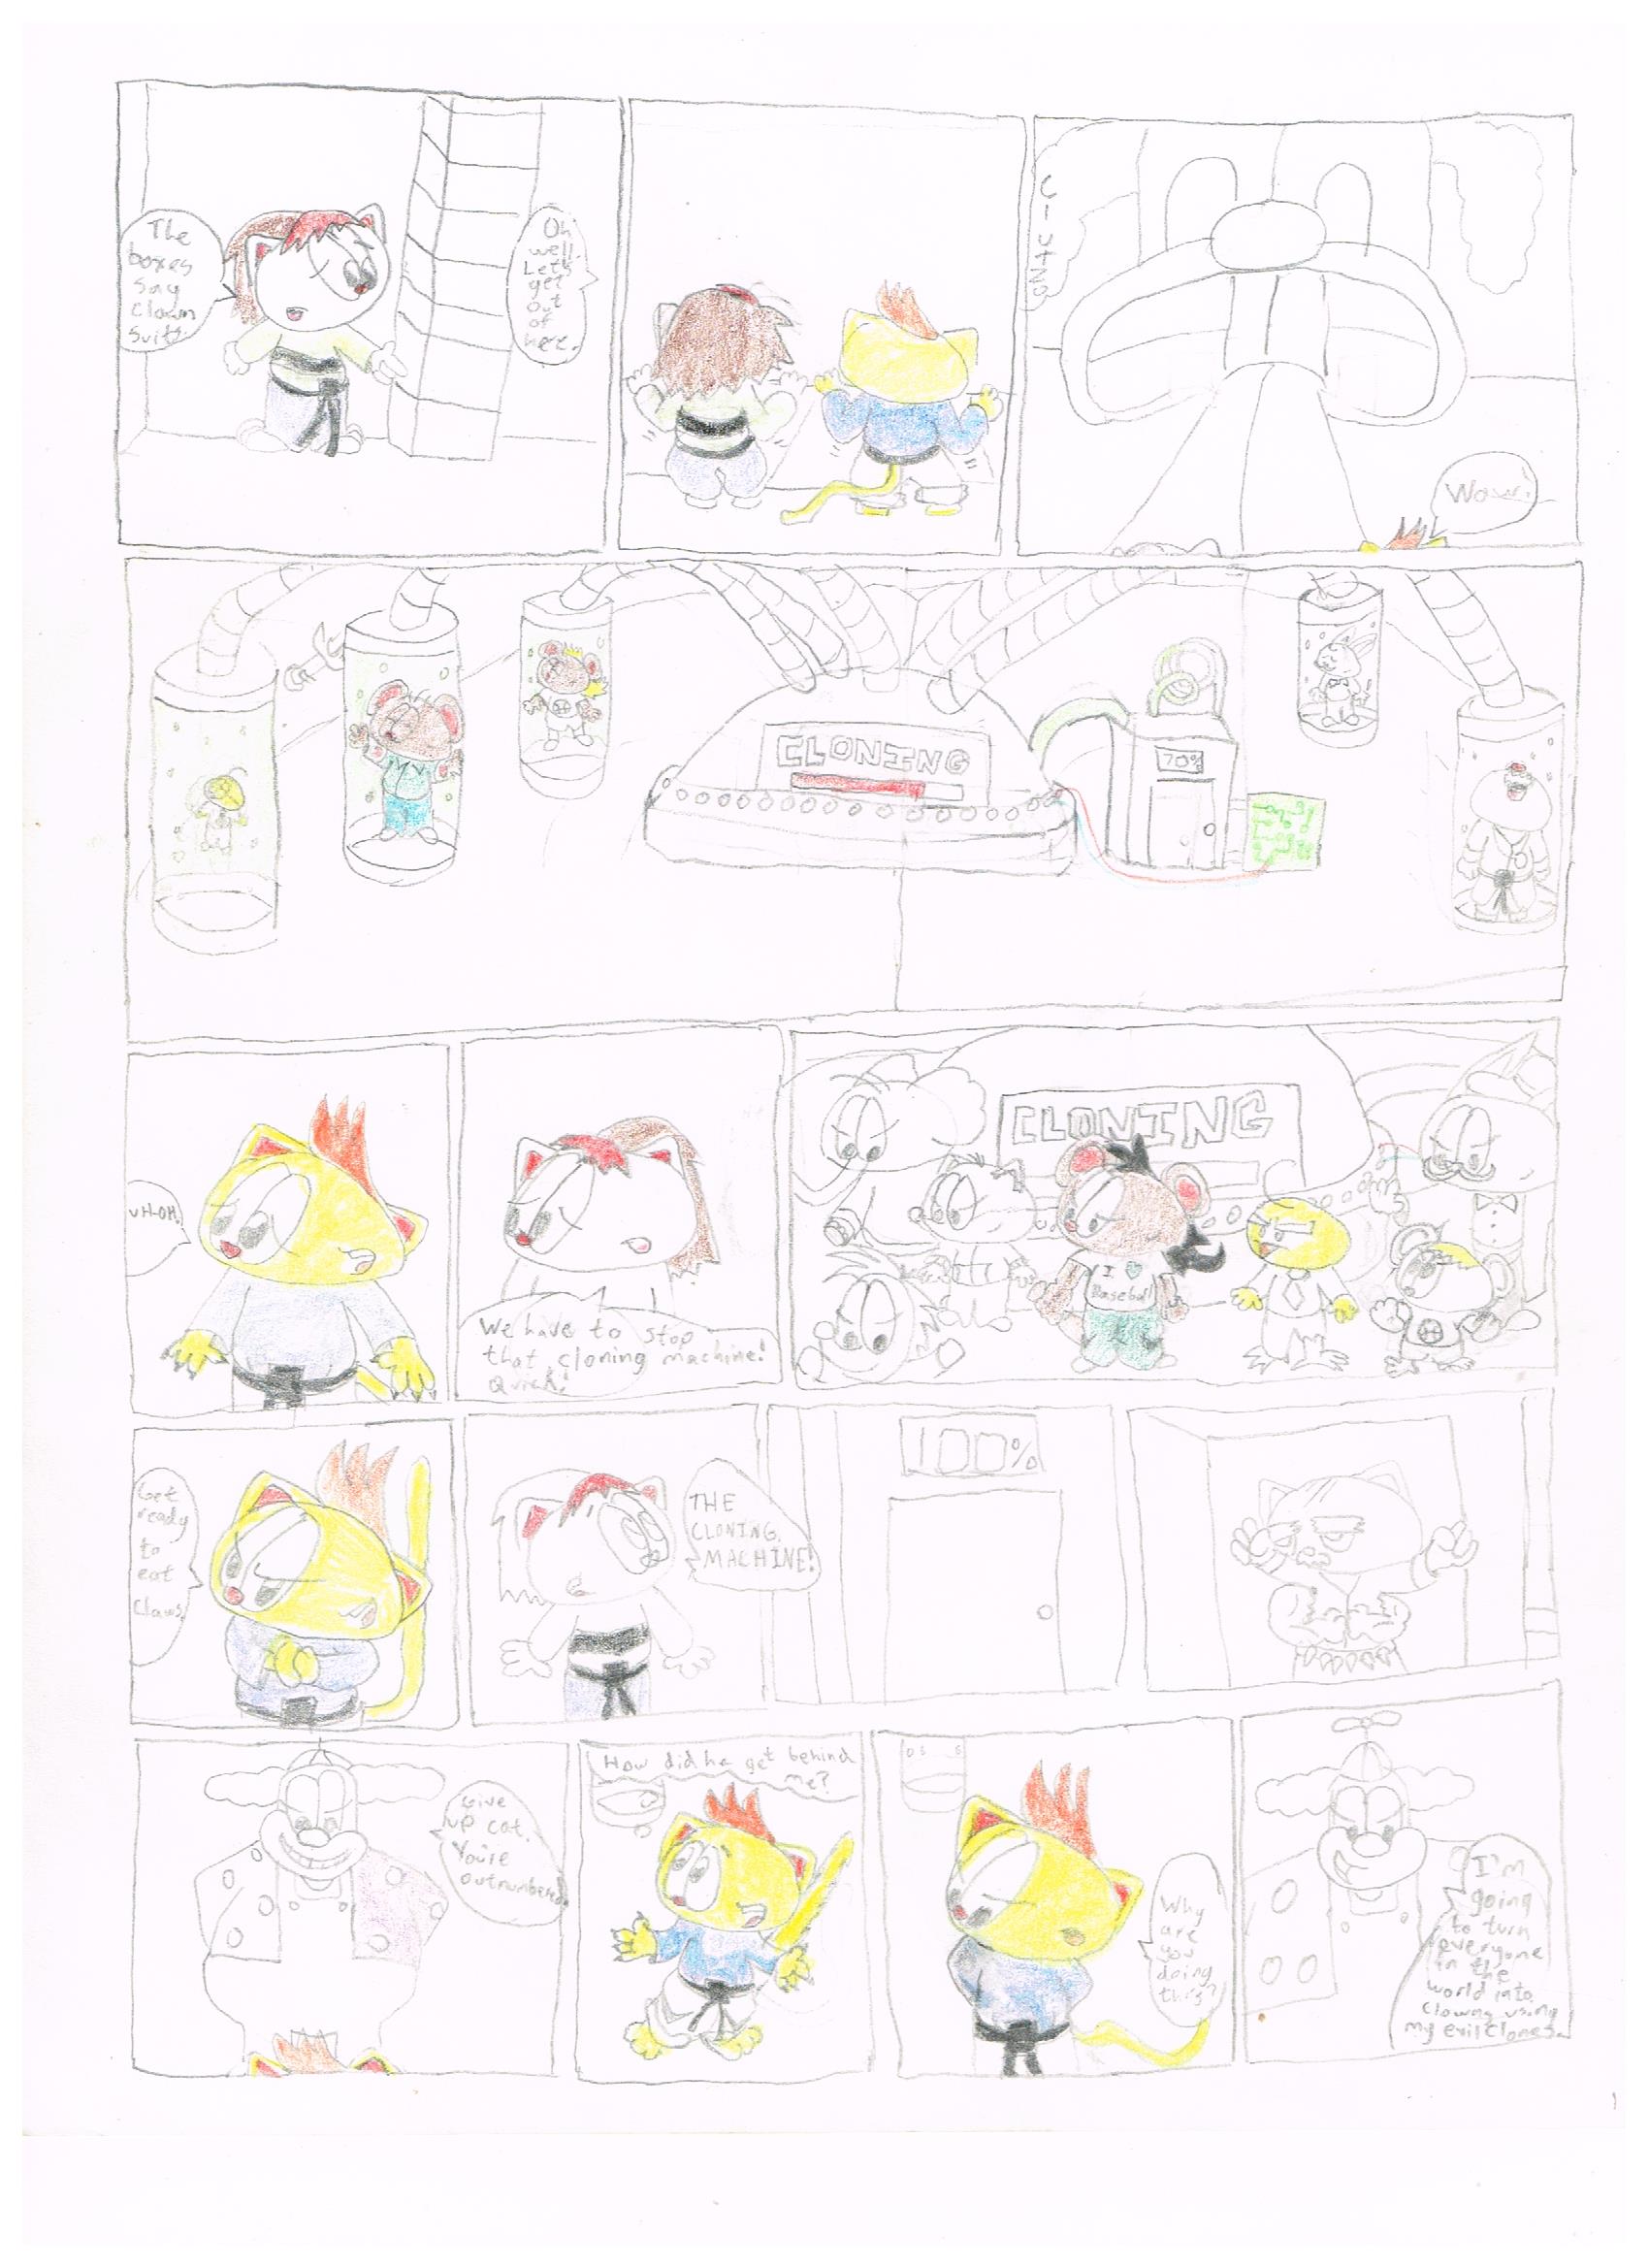 The
boxes
say
clown
suits.
Oh
well.
Let's
get
out
of
here.
Wow!
CLONING
70%
UH-OH!
We have to stop
that cloning machine!
Quick!
CLONING
I
Baseball
Get
ready
to
eat
claws.
THE
CLONING
MACHINE!
100%
Give
up cat.
You're
outnumbered.
How did he get behind
me?
Why
are
you
doing
this?
I'm
going
to turn
everyone
in the
world into
clowns using
my evil clones.